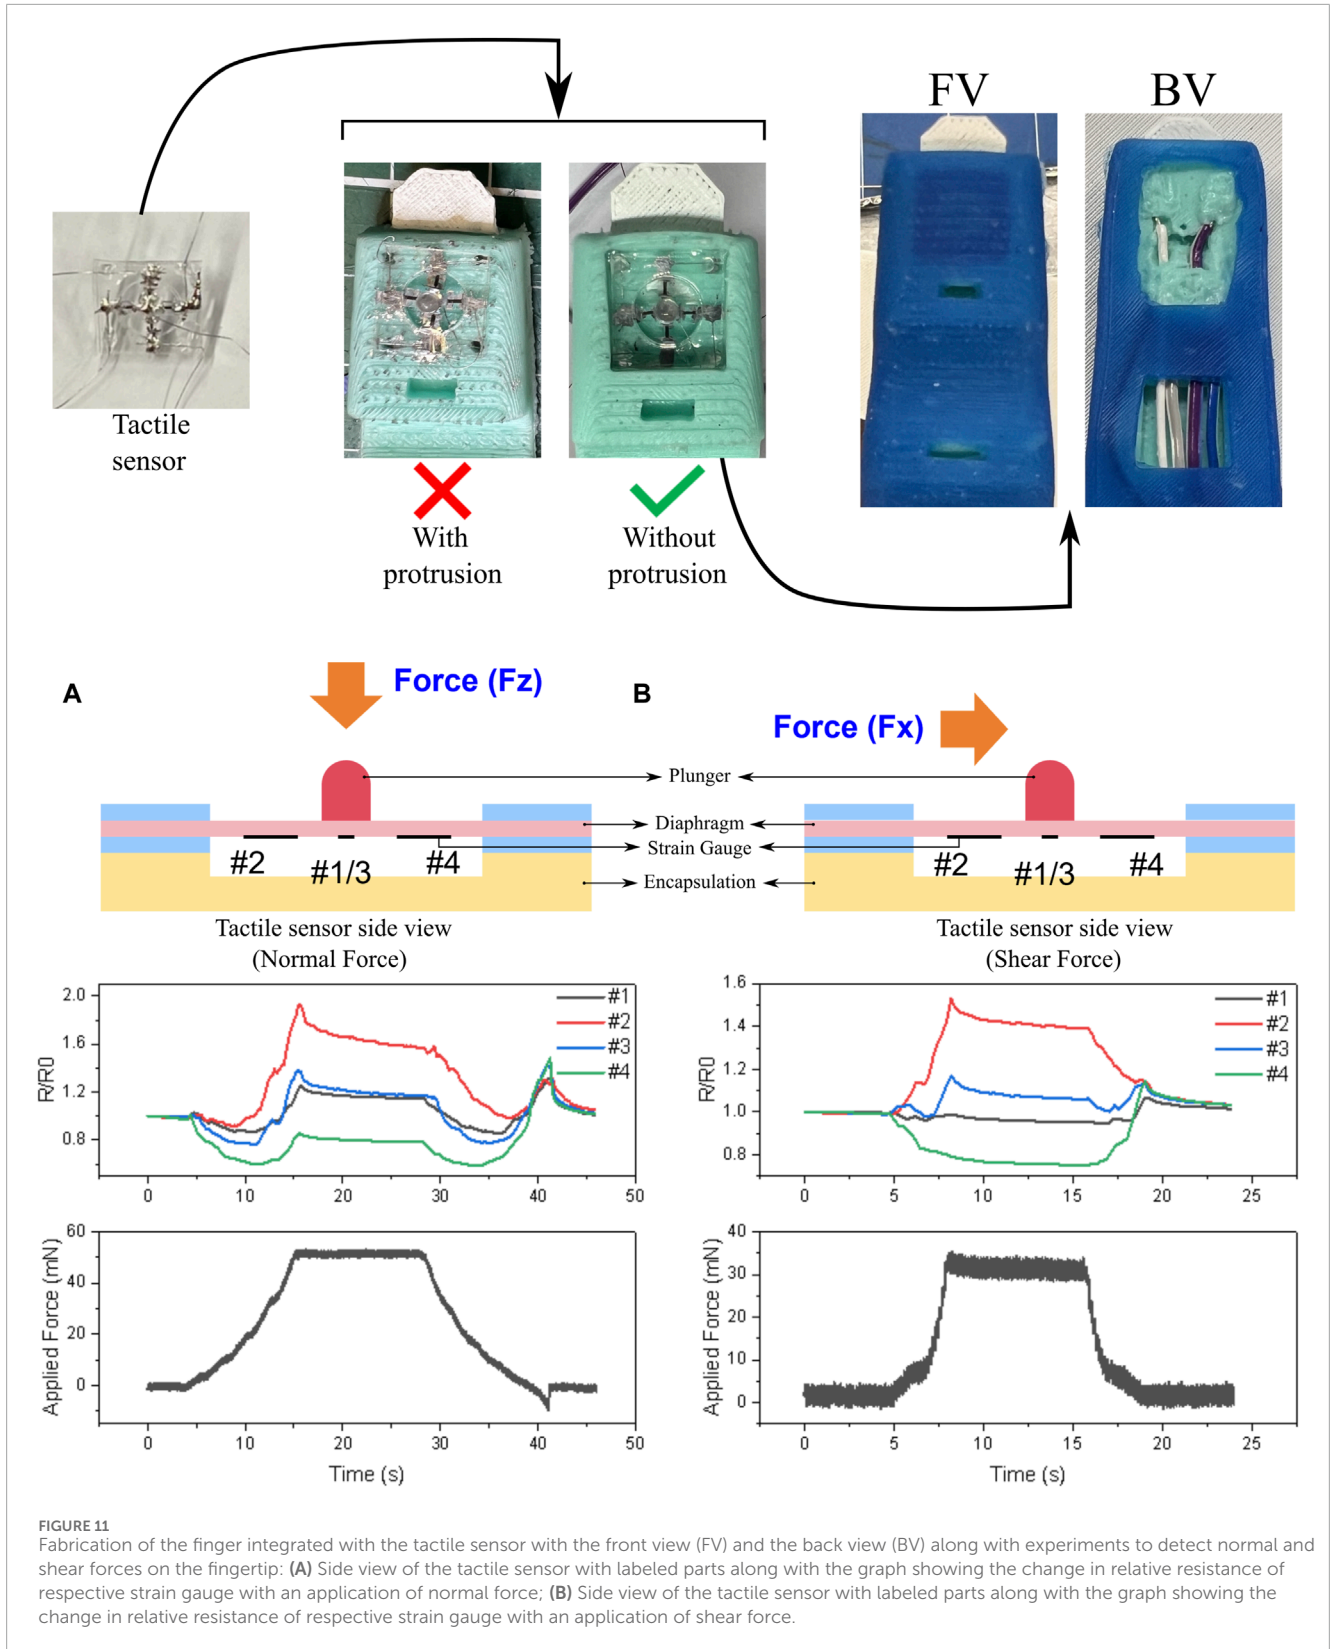 FV
BV
Tactile
sensor
With
protrusion
Without
protrusion
A
Force (Fz)
B
Force (Fx)
Plunger
Diaphragm
Strain Gauge
Encapsulation
#2
#1/3
#4
#2
#1/3
#4
Tactile sensor side view
(Normal Force)
Tactile sensor side view
(Shear Force)
R/R0
2.0
1.6
1.2
0.8
#1
#2
#3
#4
0 10 20 30 40 50
R/R0
1.6
1.4
1.2
1.0
0.8
#1
#2
#3
#4
0 5 10 15 20 25
Applied Force (mN)
60
40
20
0
0 10 20 30 40 50
Time (s)
Applied Force (mN)
40
30
20
10
0
0 5 10 15 20 25
Time (s)
FIGURE 11
Fabrication of the finger integrated with the tactile sensor with the front view (FV) and the back view (BV) along with experiments to detect normal and
shear forces on the fingertip: (A) Side view of the tactile sensor with labeled parts along with the graph showing the change in relative resistance of
respective strain gauge with an application of normal force; (B) Side view of the tactile sensor with labeled parts along with the graph showing the
change in relative resistance of respective strain gauge with an application of shear force.